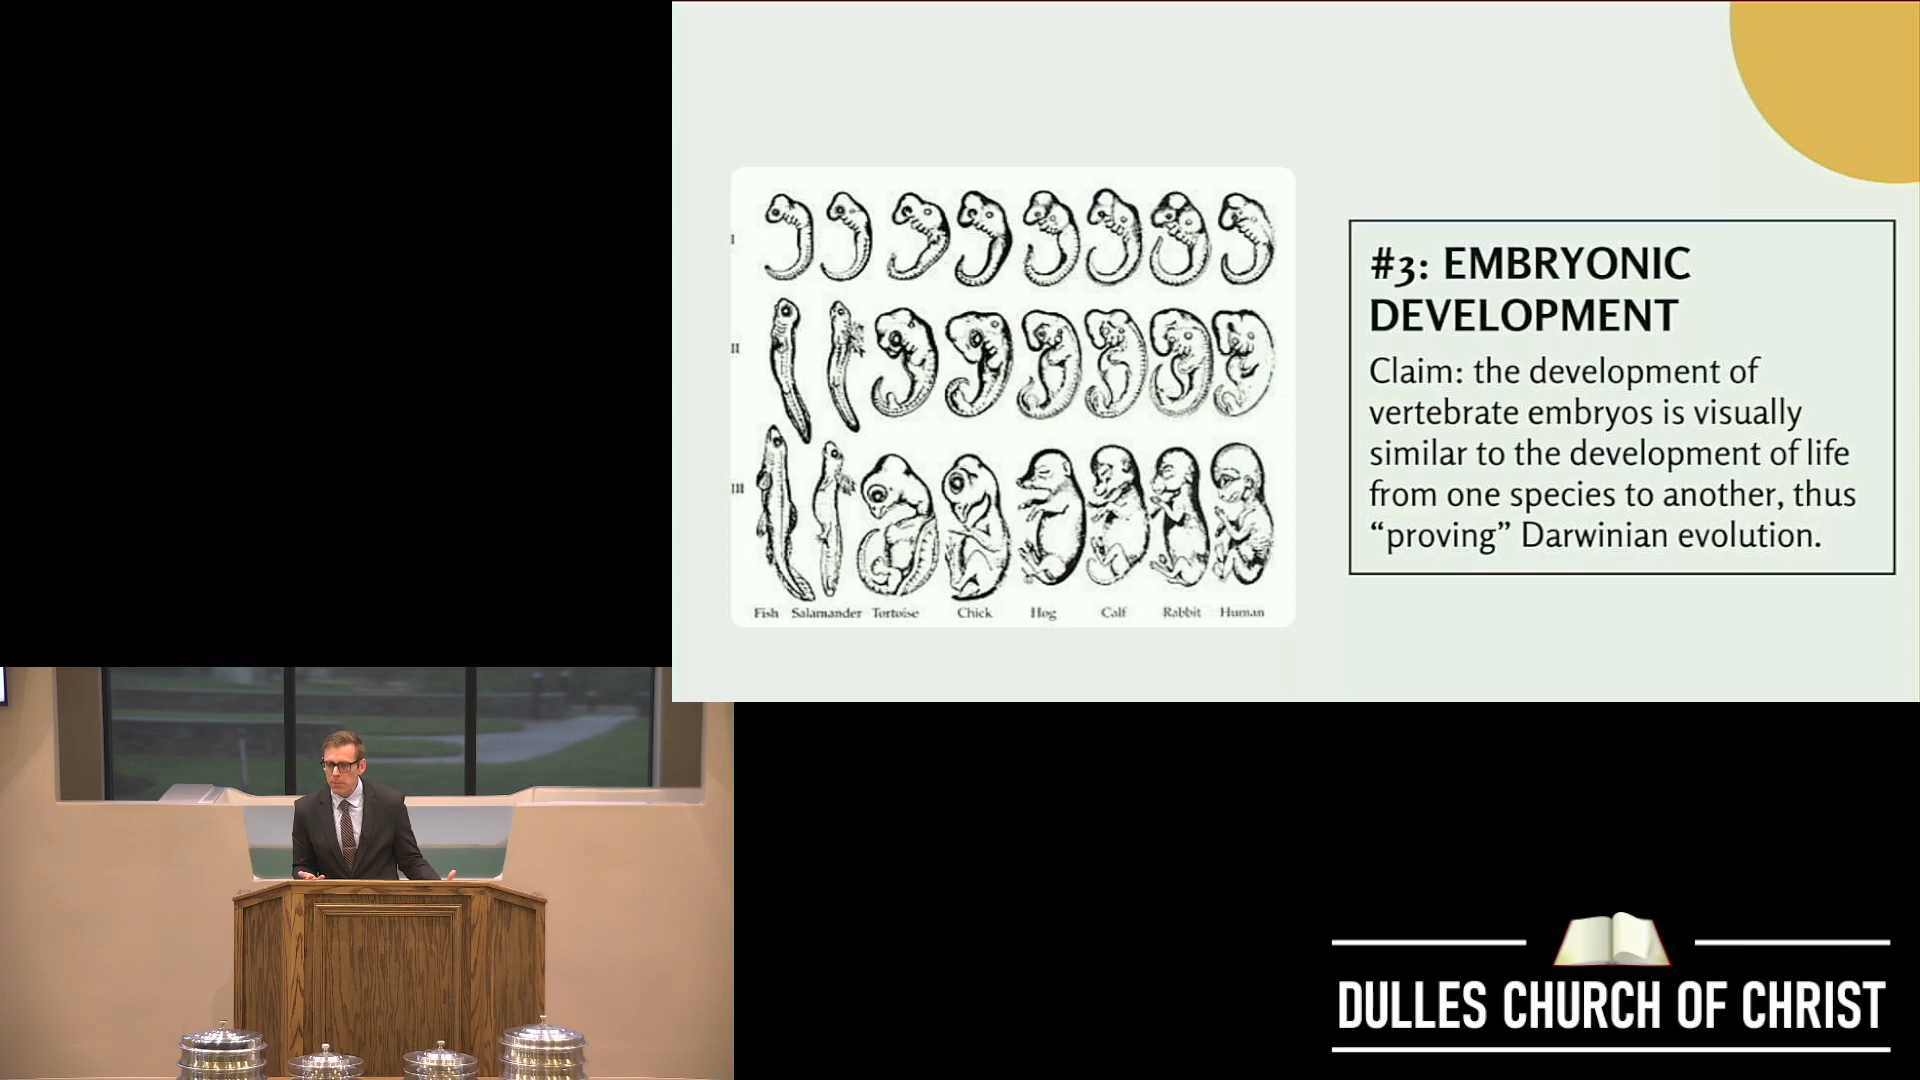 I
II
III
Fish Salamander Tortoise Chick Hog Calf Rabbit Human
#3: EMBRYONIC
DEVELOPMENT
Claim: the development of
vertebrate embryos is visually
similar to the development of life
from one species to another, thus
“proving” Darwinian evolution.
DULLES CHURCH OF CHRIST